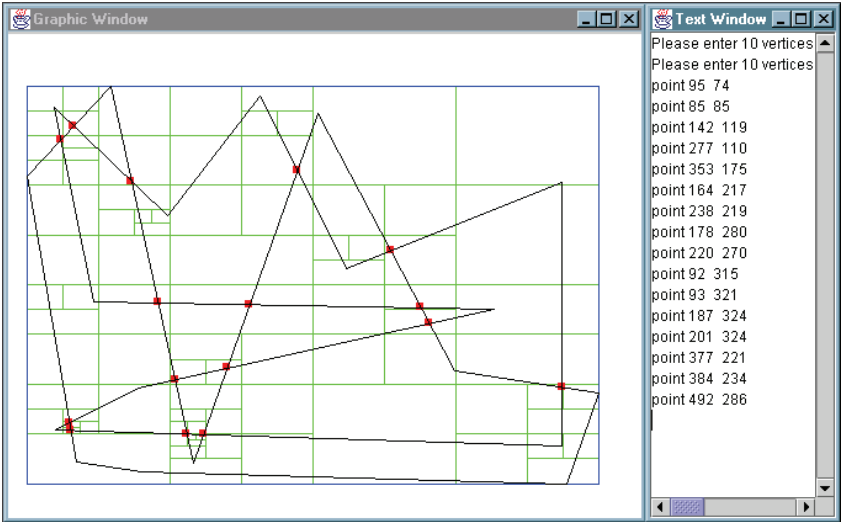 Graphic Window
Text Window
Please enter 10 vertices
Please enter 10 vertices
point 95 74
point 85 85
point 142 119
point 277 110
point 353 175
point 164 217
point 238 219
point 178 280
point 220 270
point 92 315
point 93 321
point 187 324
point 201 324
point 377 221
point 384 234
point 492 286